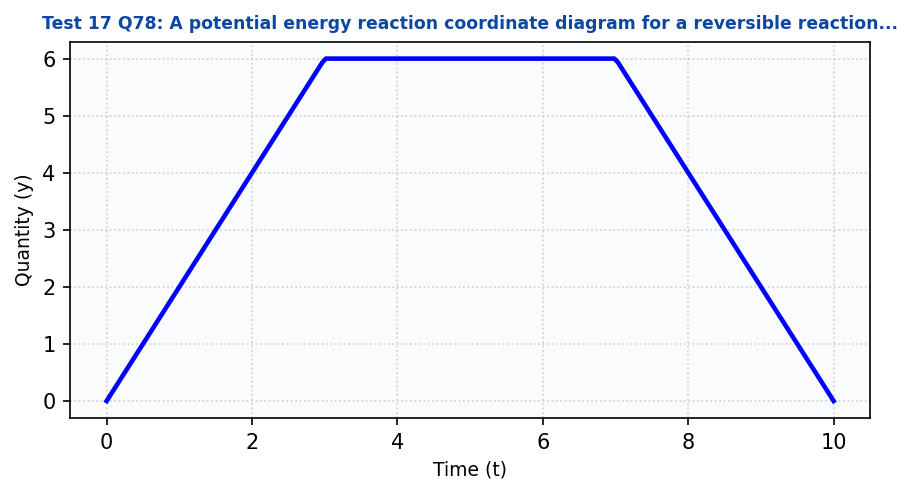 Test 17 Q78: A potential energy reaction coordinate diagram for a reversible reaction...
6
5
4
3
2
1
0
Quantity (y)
0 2 4 6 8 10
Time (t)